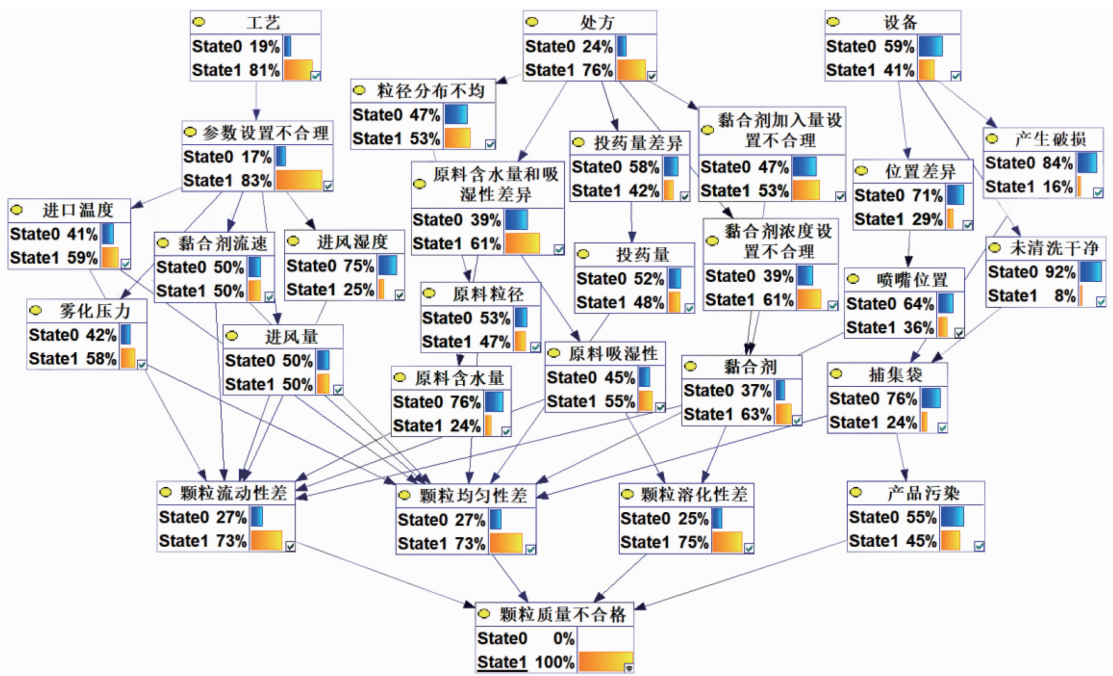 工艺
State0 19%
State1 81%
处方
State0 24%
State1 76%
设备
State0 59%
State1 41%
粒径分布不均
State0 47%
State1 53%
参数设置不合理
State0 17%
State1 83%
投药量差异
State0 58%
State1 42%
黏合剂加入量设
置不合理
State0 47%
State1 53%
位置差异
State0 71%
State1 29%
产生破损
State0 84%
State1 16%
原料含水量和吸
湿性差异
State0 39%
State1 61%
进口温度
State0 41%
State1 59%
黏合剂流速
State0 50%
State1 50%
进风湿度
State0 75%
State1 25%
投药量
State0 52%
State1 48%
黏合剂浓度设
置不合理
State0 39%
State1 61%
喷嘴位置
State0 64%
State1 36%
未清洗干净
State0 92%
State1 8%
雾化压力
State0 42%
State1 58%
进风量
State0 50%
State1 50%
原料粒径
State0 53%
State1 47%
原料含水量
State0 76%
State1 24%
原料吸湿性
State0 45%
State1 55%
黏合剂
State0 37%
State1 63%
捕集袋
State0 76%
State1 24%
颗粒流动性差
State0 27%
State1 73%
颗粒均匀性差
State0 27%
State1 73%
颗粒溶化性差
State0 25%
State1 75%
产品污染
State0 55%
State1 45%
颗粒质量不合格
State0 0%
State1 100%